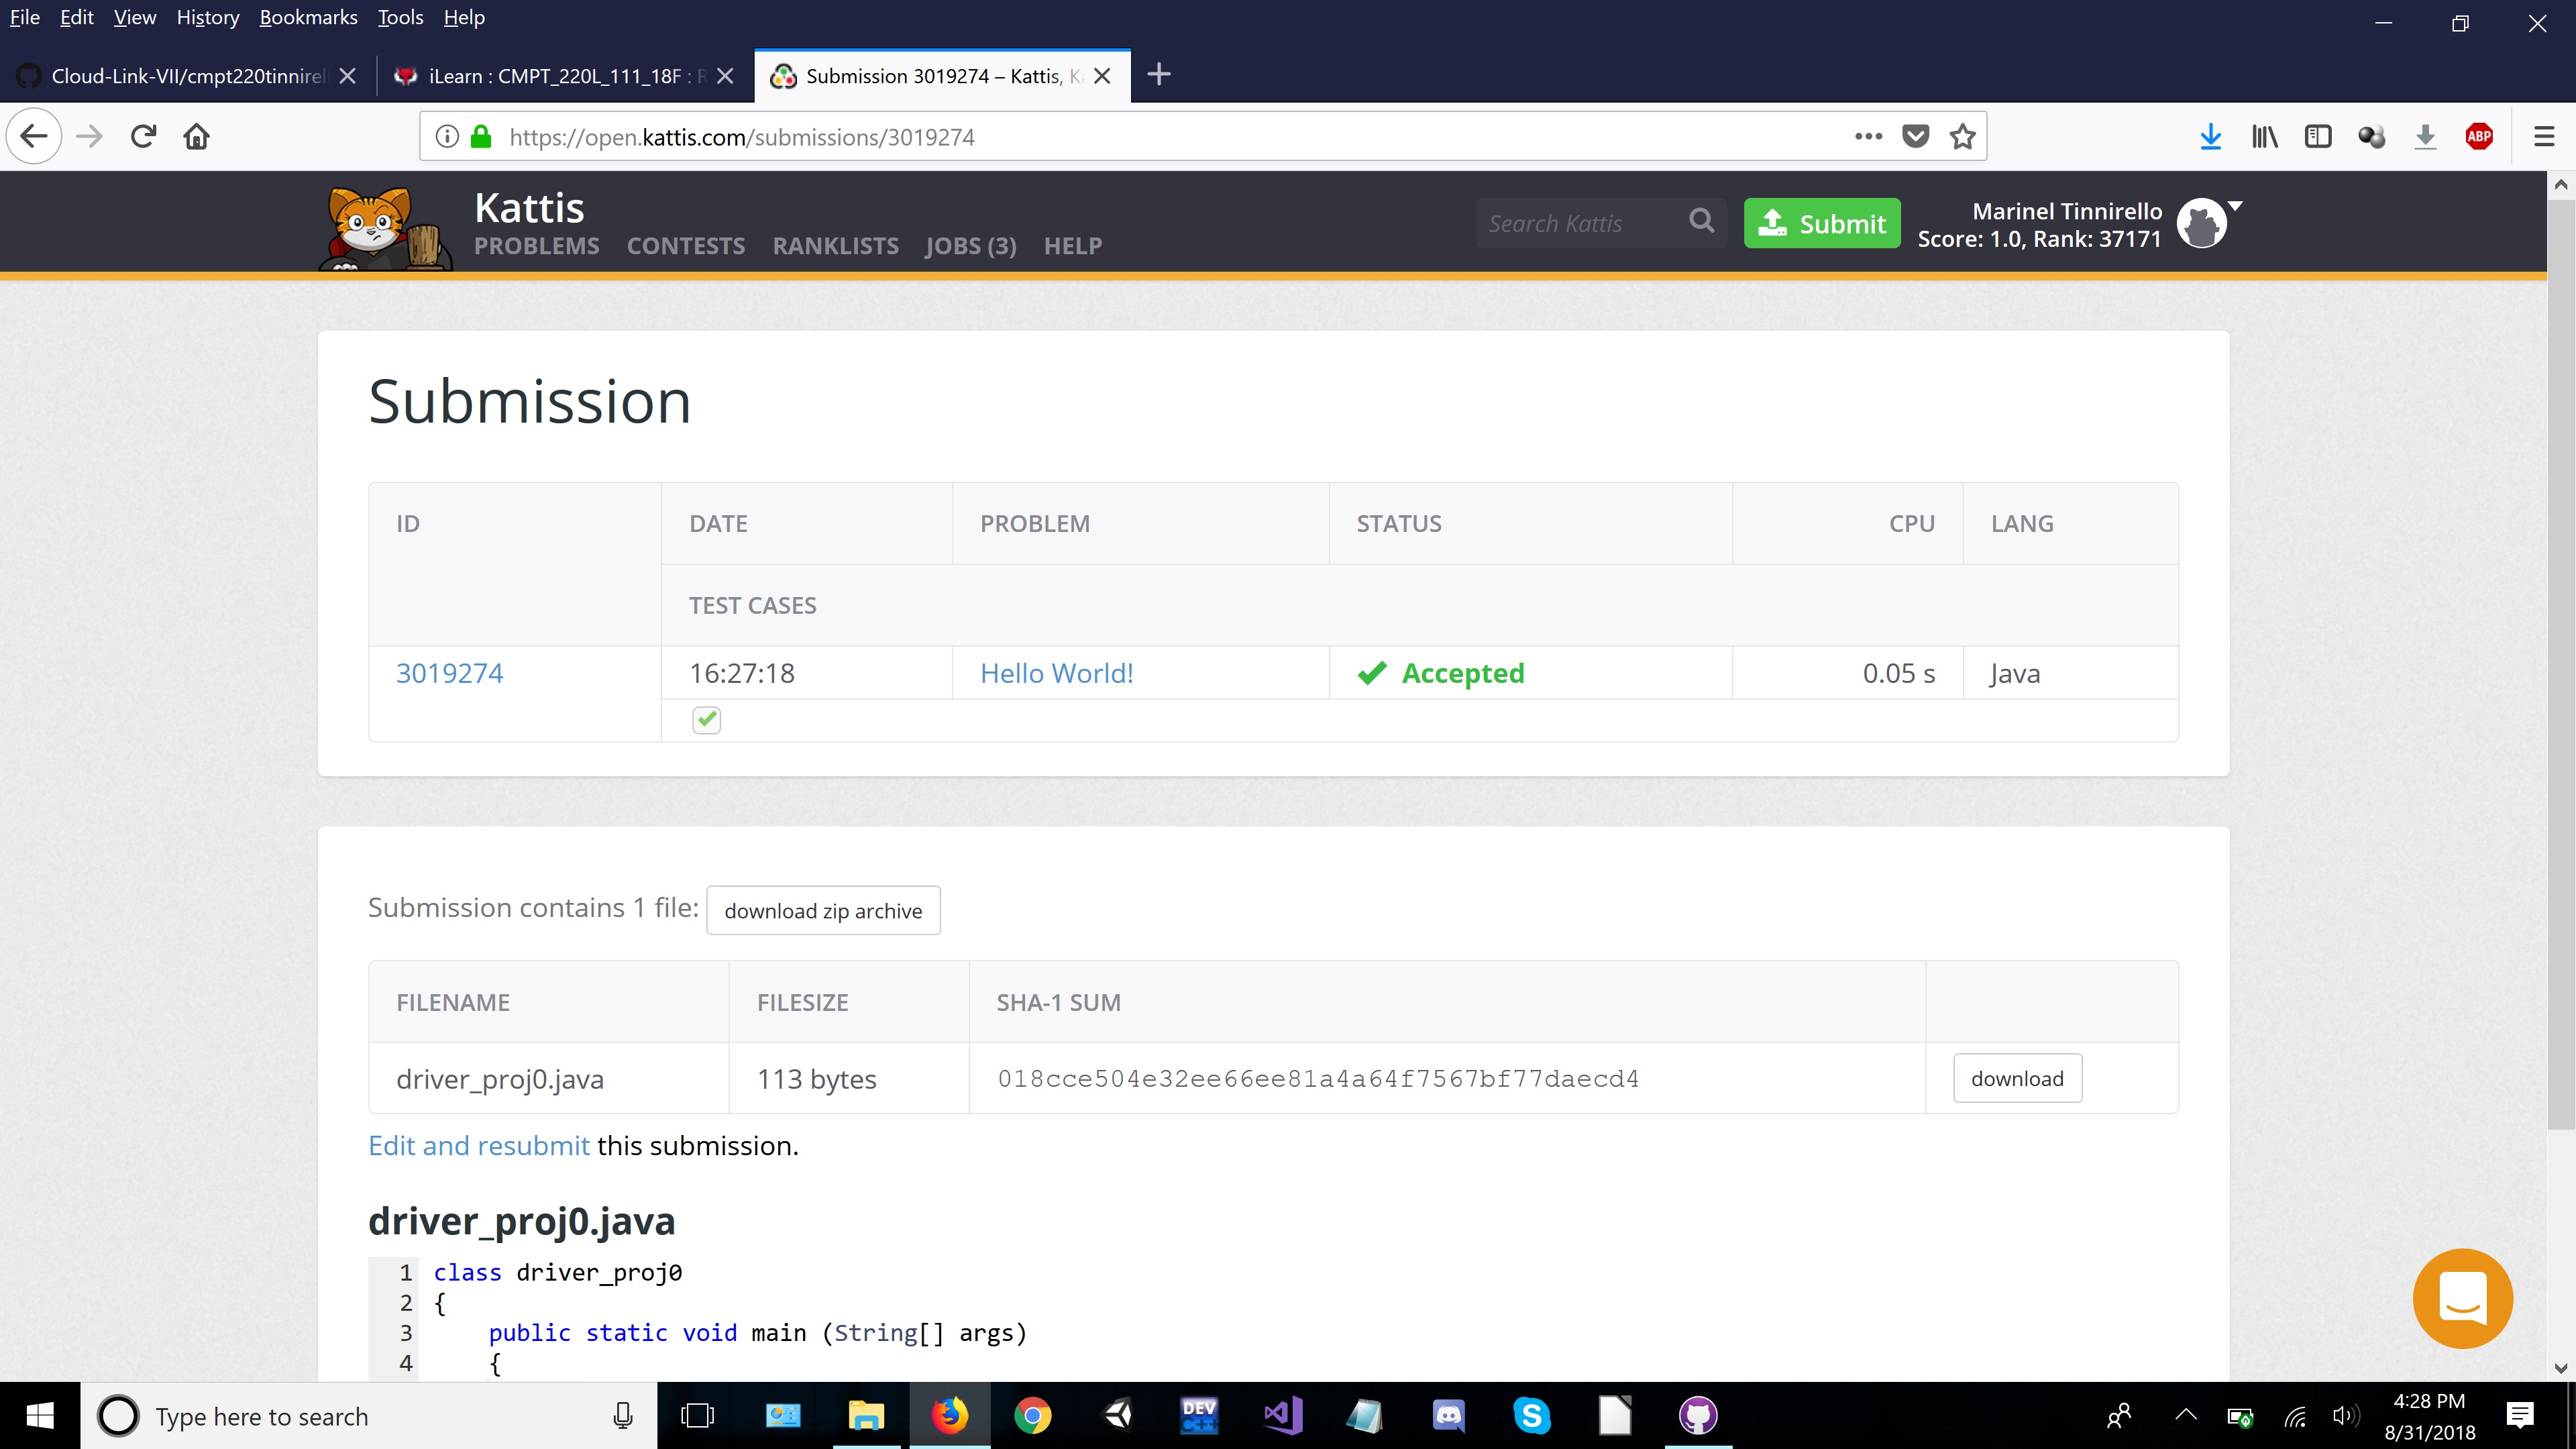 File Edit View History Bookmarks Tools Help
Cloud-Link-VII/cmpt220tinnirel
iLearn : CMPT_220L_111_18F : R
Submission 3019274 – Kattis, K
https://open.kattis.com/submissions/3019274
ABP
Kattis
PROBLEMS CONTESTS RANKLISTS JOBS (3) HELP
Search Kattis
Submit
Marinel Tinnirello
Score: 1.0, Rank: 37171
Submission
ID DATE PROBLEM STATUS CPU LANG
TEST CASES
3019274 16:27:18 Hello World! Accepted 0.05 s Java
Submission contains 1 file: download zip archive
FILENAME FILESIZE SHA-1 SUM
driver_proj0.java 113 bytes 018cce504e32ee66ee81a4a64f7567bf77daecd4 download
Edit and resubmit this submission.
driver_proj0.java
1 class driver_proj0
2 {
3 public static void main (String[] args)
4 {
Type here to search
DEV C++
4:28 PM
8/31/2018